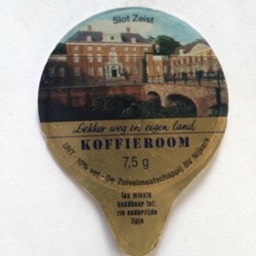 Slot Zeist
Lekker weg in eigen land
KOFFIEROOM
7,5 g
UHT 10% vet - De Zuivelmaatschappij BV Nijkerk
ten minste
houdbaar tot:
zie onderzijde
lipje